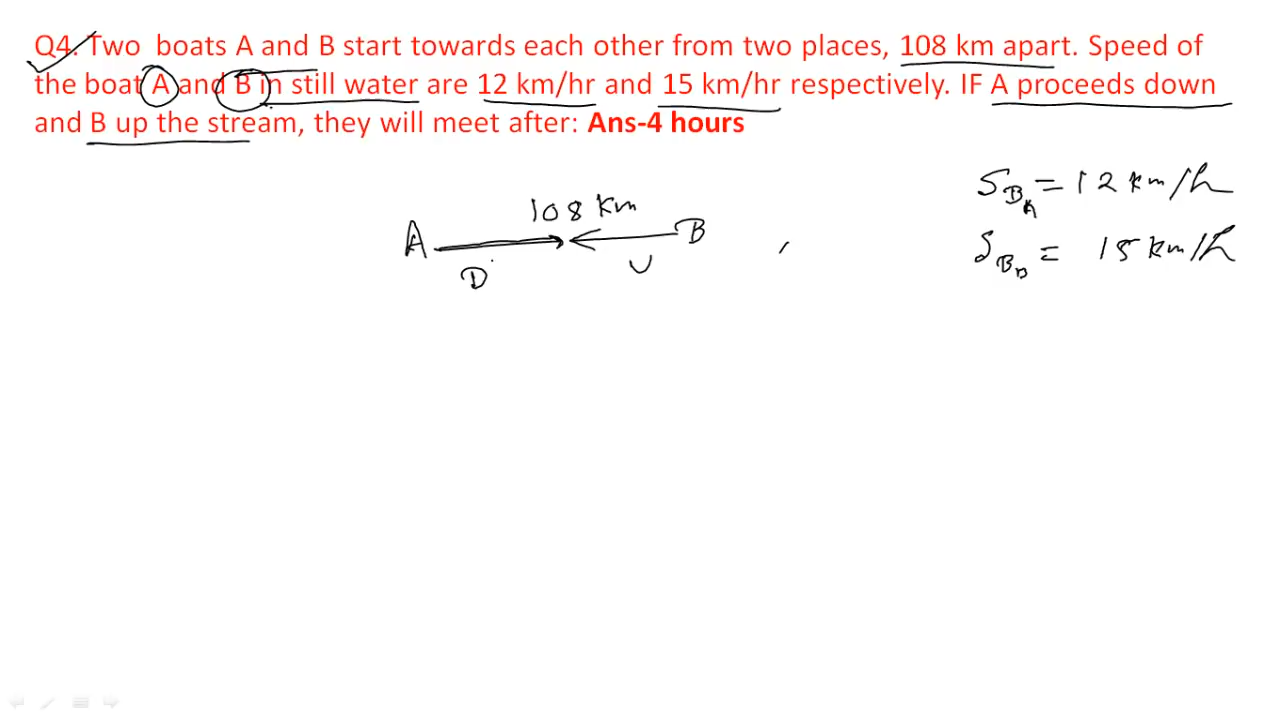 Q4. Two boats A and B start towards each other from two places, 108 km apart. Speed of
the boat A and B in still water are 12 km/hr and 15 km/hr respectively. IF A proceeds down
and B up the stream, they will meet after: Ans-4 hours
S_B_A = 12 km/h
108 km
A B
S_B_B = 15 km/h
D U